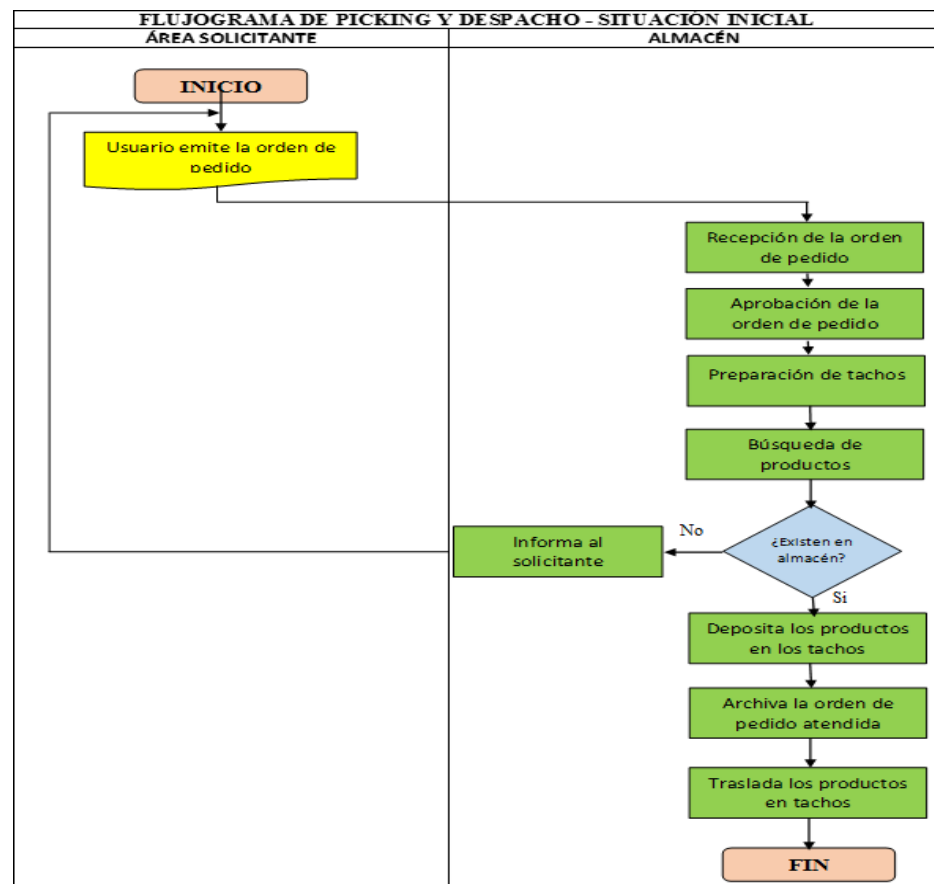 FLUJOGRAMA DE PICKING Y DESPACHO - SITUACIÓN INICIAL
ÁREA SOLICITANTE
ALMACÉN
INICIO
Usuario emite la orden de
pedido
Recepción de la orden
de pedido
Aprobación de la
orden de pedido
Preparación de tachos
Búsqueda de
productos
¿Existen en
almacén?
No
Informa al
solicitante
Si
Deposita los productos
en los tachos
Archiva la orden de
pedido atendida
Traslada los productos
en tachos
FIN